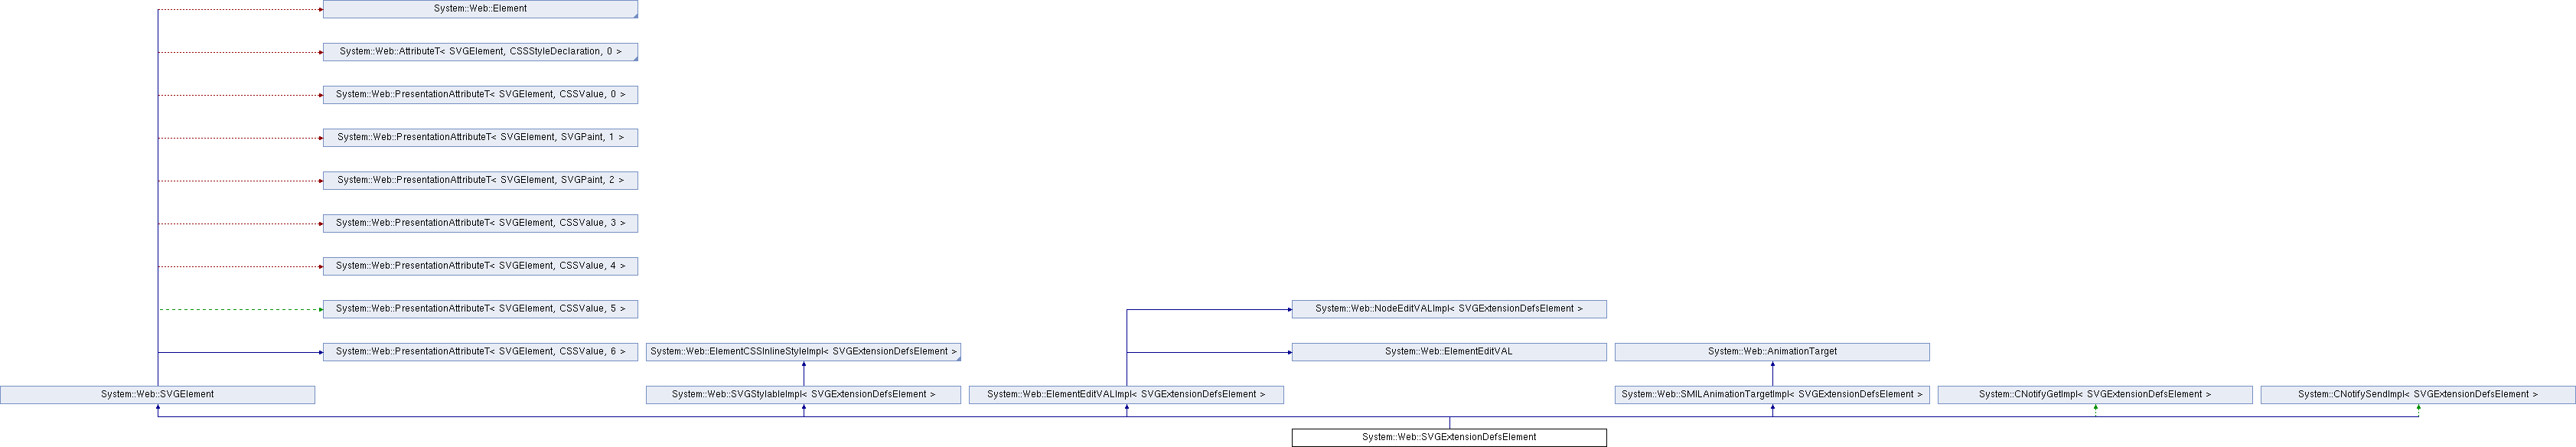 System::Web::Element
System::Web::AttributeT< SVGElement, CSSStyleDeclaration, 0 >
System::Web::PresentationAttributeT< SVGElement, CSSValue, 0 >
System::Web::PresentationAttributeT< SVGElement, SVGPaint, 1 >
System::Web::PresentationAttributeT< SVGElement, SVGPaint, 2 >
System::Web::PresentationAttributeT< SVGElement, CSSValue, 3 >
System::Web::PresentationAttributeT< SVGElement, CSSValue, 4 >
System::Web::PresentationAttributeT< SVGElement, CSSValue, 5 >
System::Web::NodeEditVALImpl< SVGExtensionDefsElement >
System::Web::PresentationAttributeT< SVGElement, CSSValue, 6 >
System::Web::ElementCSSInlineStyleImpl< SVGExtensionDefsElement >
System::Web::ElementEditVAL
System::Web::AnimationTarget
System::Web::SVGElement
System::Web::SVGStylableImpl< SVGExtensionDefsElement >
System::Web::ElementEditVALImpl< SVGExtensionDefsElement >
System::Web::SMILAnimationTargetImpl< SVGExtensionDefsElement >
System::CNotifyGetImpl< SVGExtensionDefsElement >
System::CNotifySendImpl< SVGExtensionDefsElement >
System::Web::SVGExtensionDefsElement